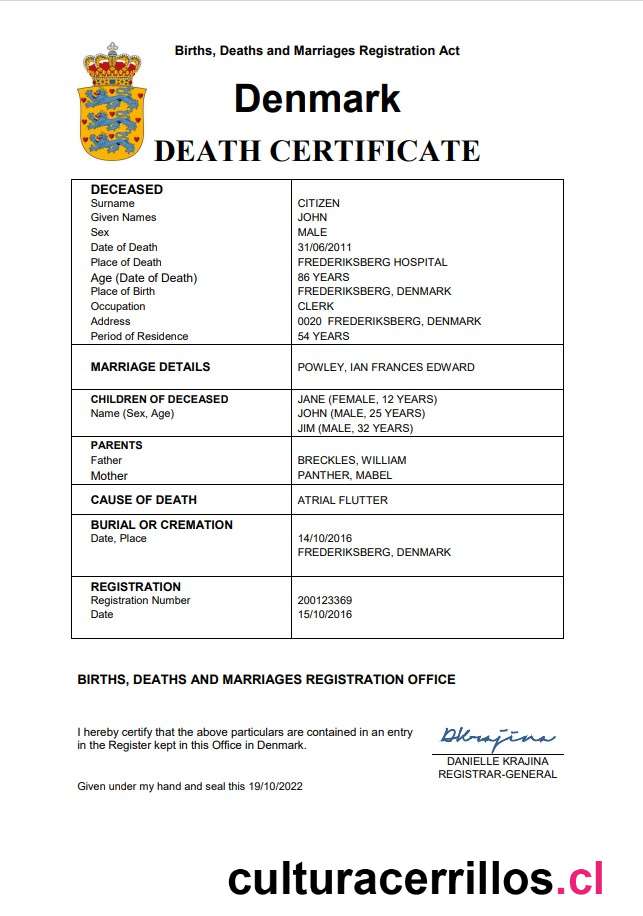 Births, Deaths and Marriages Registration Act
Denmark
DEATH CERTIFICATE
DECEASED
Surname CITIZEN
Given Names JOHN
Sex MALE
Date of Death 31/06/2011
Place of Death FREDERIKSBERG HOSPITAL
Age (Date of Death) 86 YEARS
Place of Birth FREDERIKSBERG, DENMARK
Occupation CLERK
Address 0020 FREDERIKSBERG, DENMARK
Period of Residence 54 YEARS
MARRIAGE DETAILS POWLEY, IAN FRANCES EDWARD
CHILDREN OF DECEASED JANE (FEMALE, 12 YEARS)
Name (Sex, Age) JOHN (MALE, 25 YEARS)
JIM (MALE, 32 YEARS)
PARENTS
Father BRECKLES, WILLIAM
Mother PANTHER, MABEL
CAUSE OF DEATH ATRIAL FLUTTER
BURIAL OR CREMATION
Date, Place 14/10/2016
FREDERIKSBERG, DENMARK
REGISTRATION
Registration Number 200123369
Date 15/10/2016
BIRTHS, DEATHS AND MARRIAGES REGISTRATION OFFICE
I hereby certify that the above particulars are contained in an entry
in the Register kept in this Office in Denmark.
DKrajina
DANIELLE KRAJINA
REGISTRAR-GENERAL
Given under my hand and seal this 19/10/2022
culturacerrillos.cl